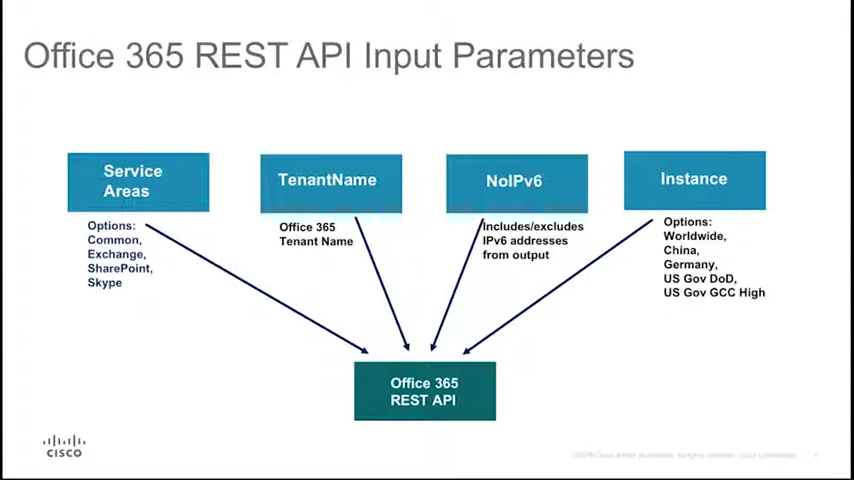 Office 365 REST API Input Parameters
Service
Areas
TenantName
NoIPv6
Instance
Options:
Common,
Exchange,
SharePoint,
Skype
Office 365
Tenant Name
Includes/excludes
IPv6 addresses
from output
Options:
Worldwide,
China,
Germany,
US Gov DoD,
US Gov GCC High
Office 365
REST API
CISCO